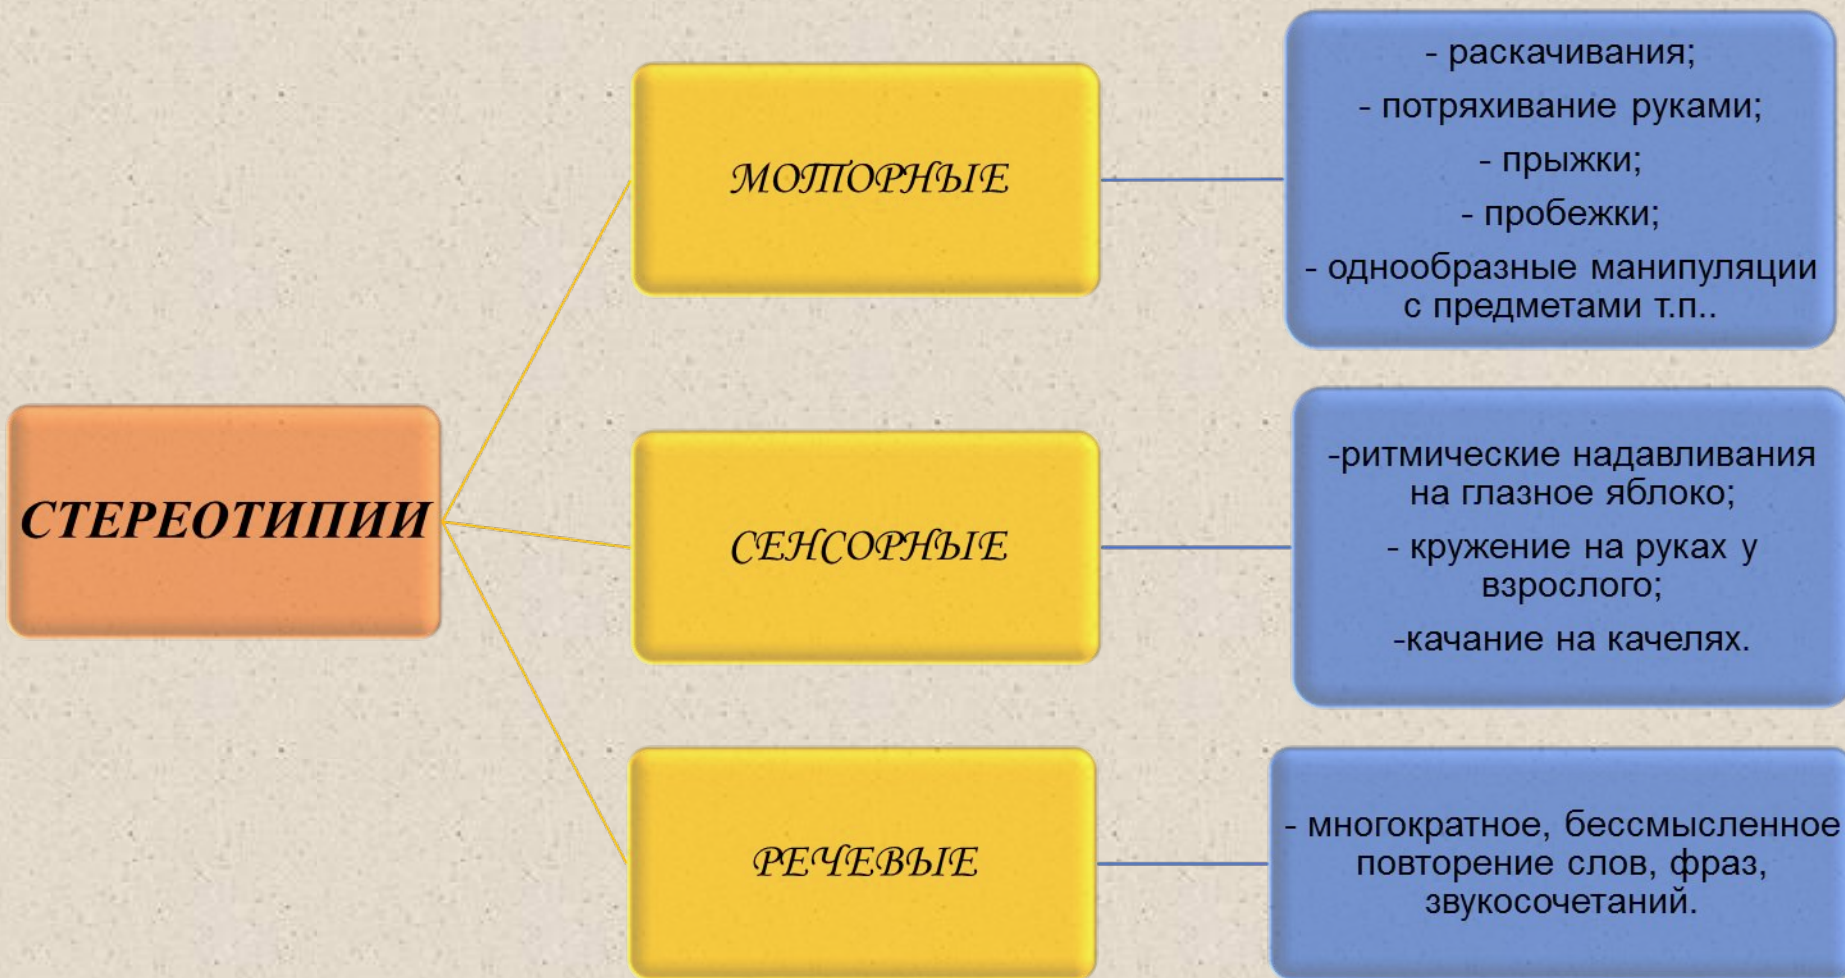 СТЕРЕОТИПИИ
МОТОРНЫЕ
- раскачивания;
- потряхивание руками;
- прыжки;
- пробежки;
- однообразные манипуляции
с предметами т.п..
СЕНСОРНЫЕ
-ритмические надавливания
на глазное яблоко;
- кружение на руках у
взрослого;
-качание на качелях.
РЕЧЕВЫЕ
- многократное, бессмысленное
повторение слов, фраз,
звукосочетаний.